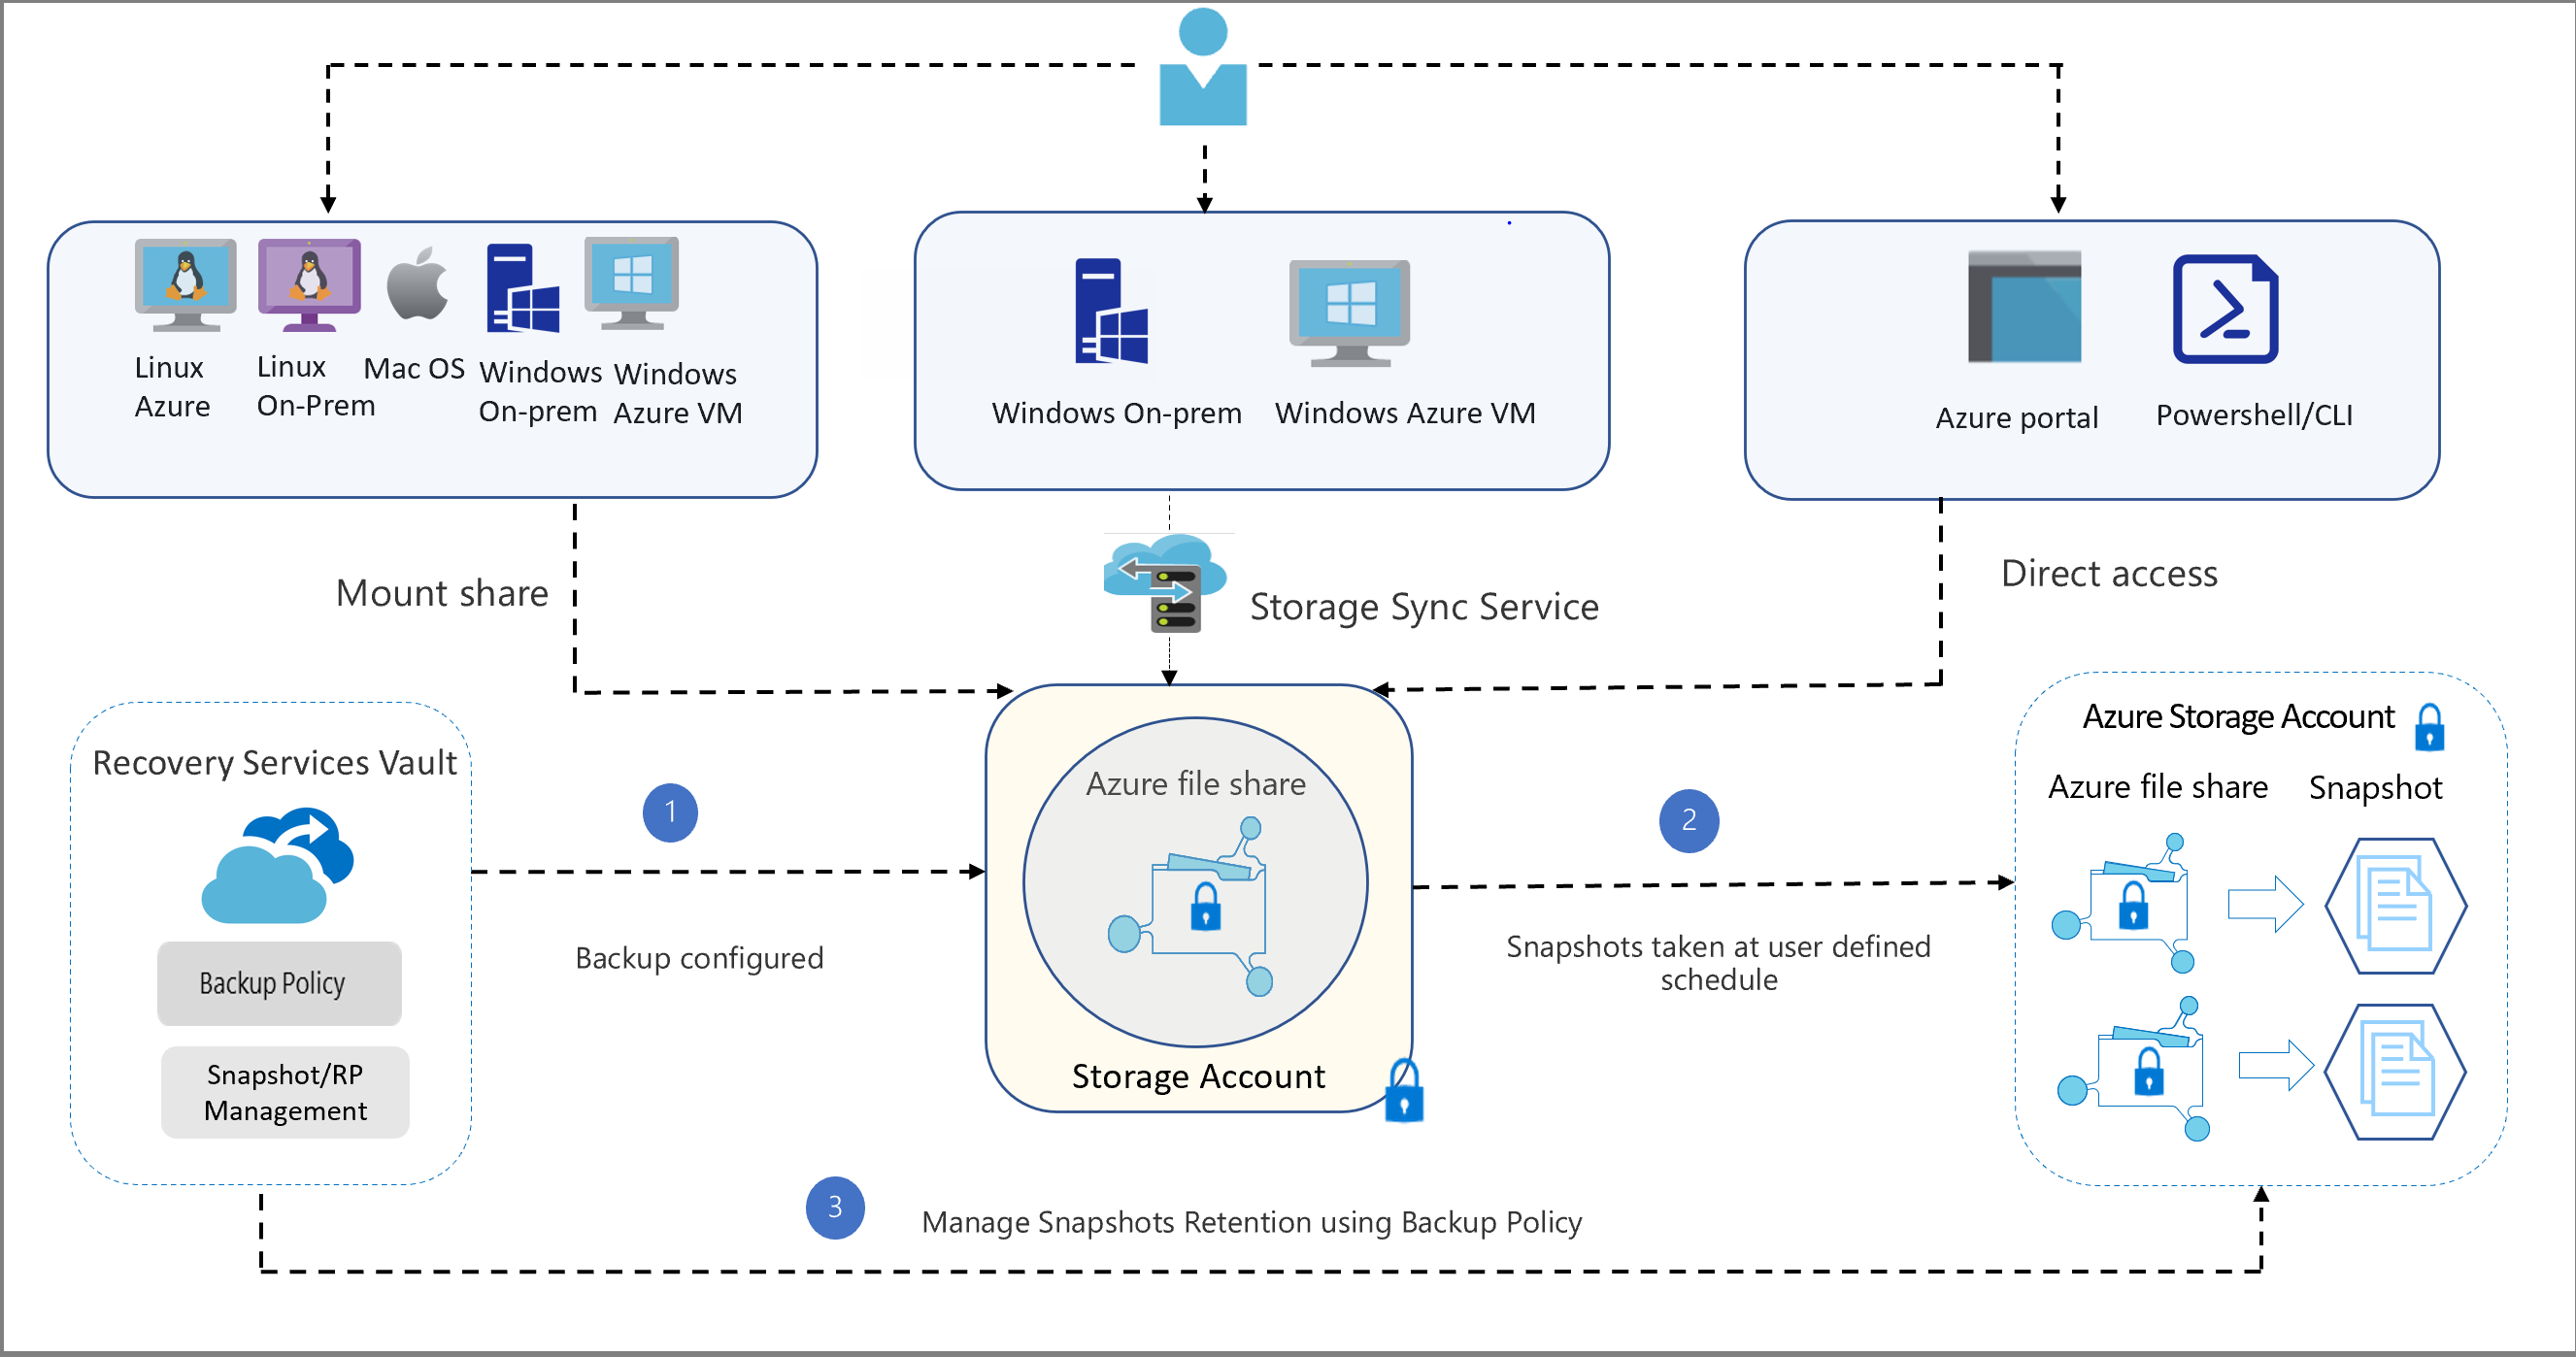 Linux
Azure
Linux
On-Prem
Mac OS
Windows
On-prem
Windows
Azure VM
Windows On-prem
Windows Azure VM
Azure portal
Powershell/CLI
Mount share
Storage Sync Service
Direct access
Recovery Services Vault
Backup Policy
Snapshot/RP
Management
1
Backup configured
Azure file share
Storage Account
2
Snapshots taken at user defined
schedule
Azure Storage Account
Azure file share
Snapshot
3
Manage Snapshots Retention using Backup Policy